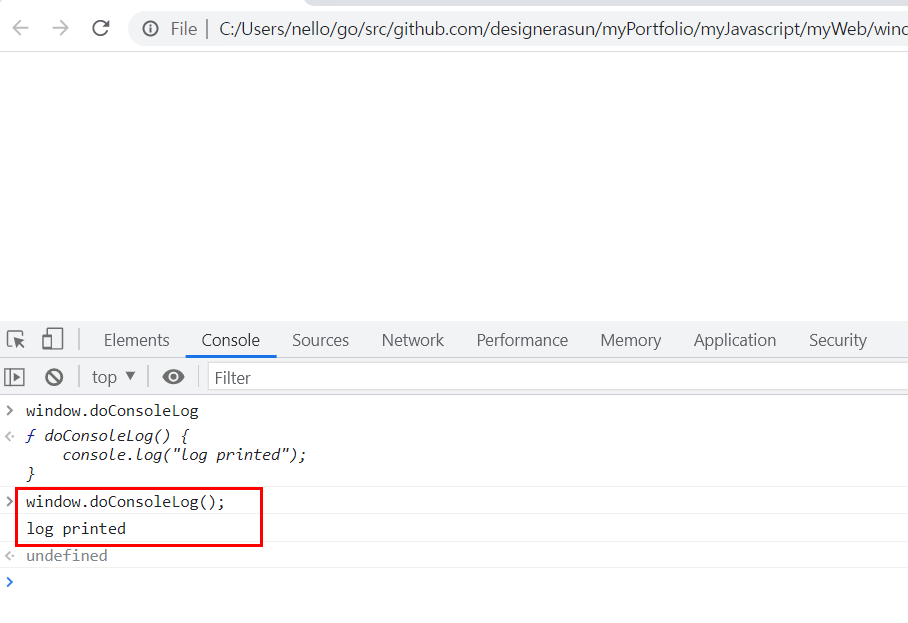 File C:/Users/nello/go/src/github.com/designerasun/myPortfolio/myJavascript/myWeb/wind
Elements Console Sources Network Performance Memory Application Security
top Filter
window.doConsoleLog
ƒ doConsoleLog() {
console.log("log printed");
}
window.doConsoleLog();
log printed
undefined